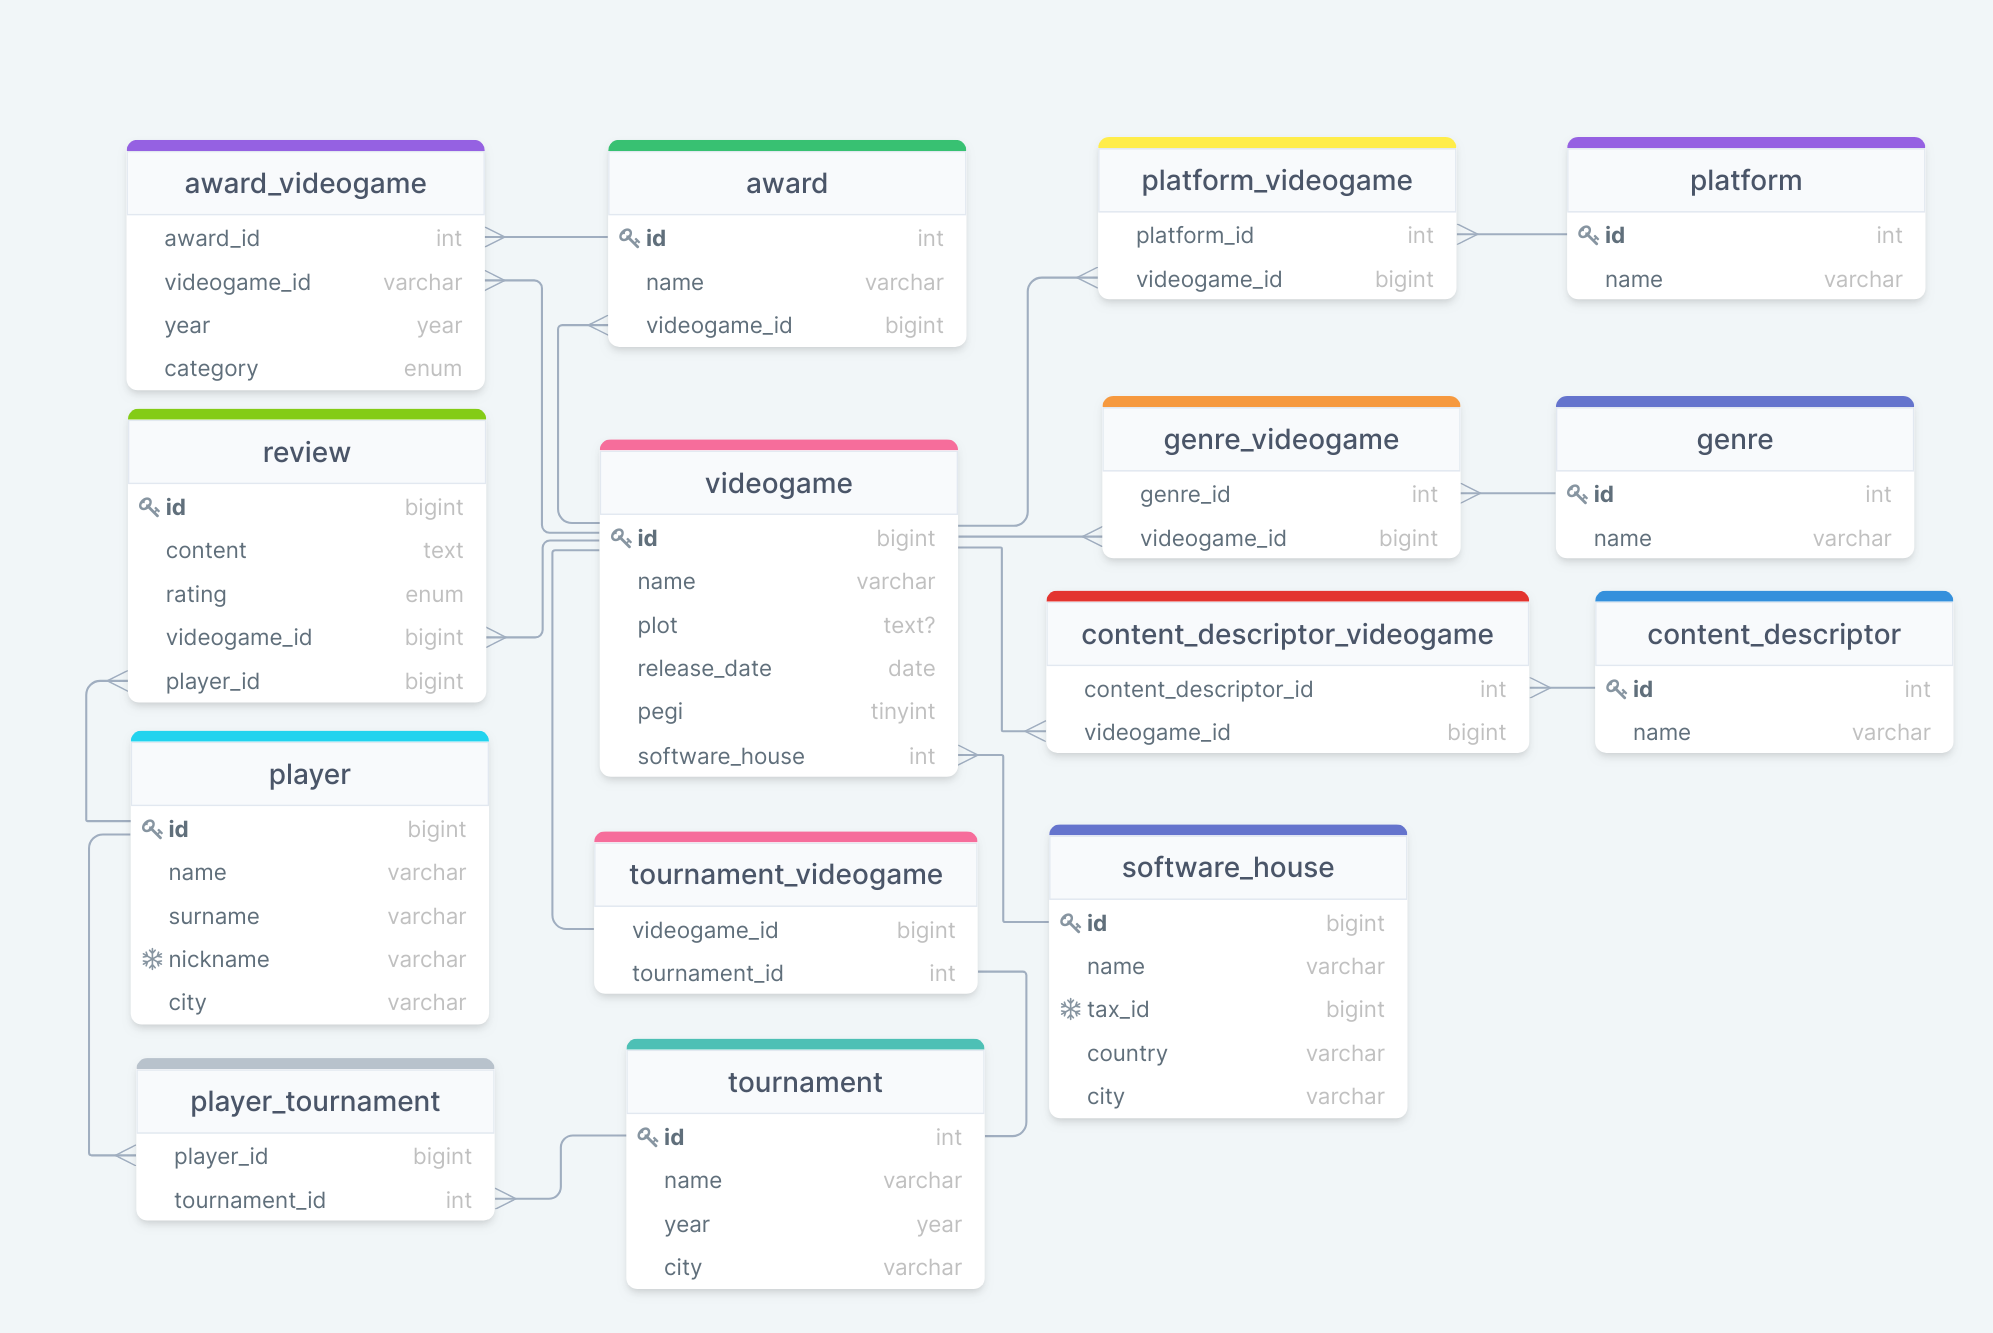 award_videogame
award_id int
videogame_id varchar
year year
category enum
award
id int
name varchar
videogame_id bigint
platform_videogame
platform_id int
videogame_id bigint
platform
id int
name varchar
review
id bigint
content text
rating enum
videogame_id bigint
player_id bigint
videogame
id bigint
name varchar
plot text?
release_date date
pegi tinyint
software_house int
genre_videogame
genre_id int
videogame_id bigint
genre
id int
name varchar
content_descriptor_videogame
content_descriptor_id int
videogame_id bigint
content_descriptor
id int
name varchar
player
id bigint
name varchar
surname varchar
nickname varchar
city varchar
tournament_videogame
videogame_id bigint
tournament_id int
software_house
id bigint
name varchar
tax_id bigint
country varchar
city varchar
player_tournament
player_id bigint
tournament_id int
tournament
id int
name varchar
year year
city varchar